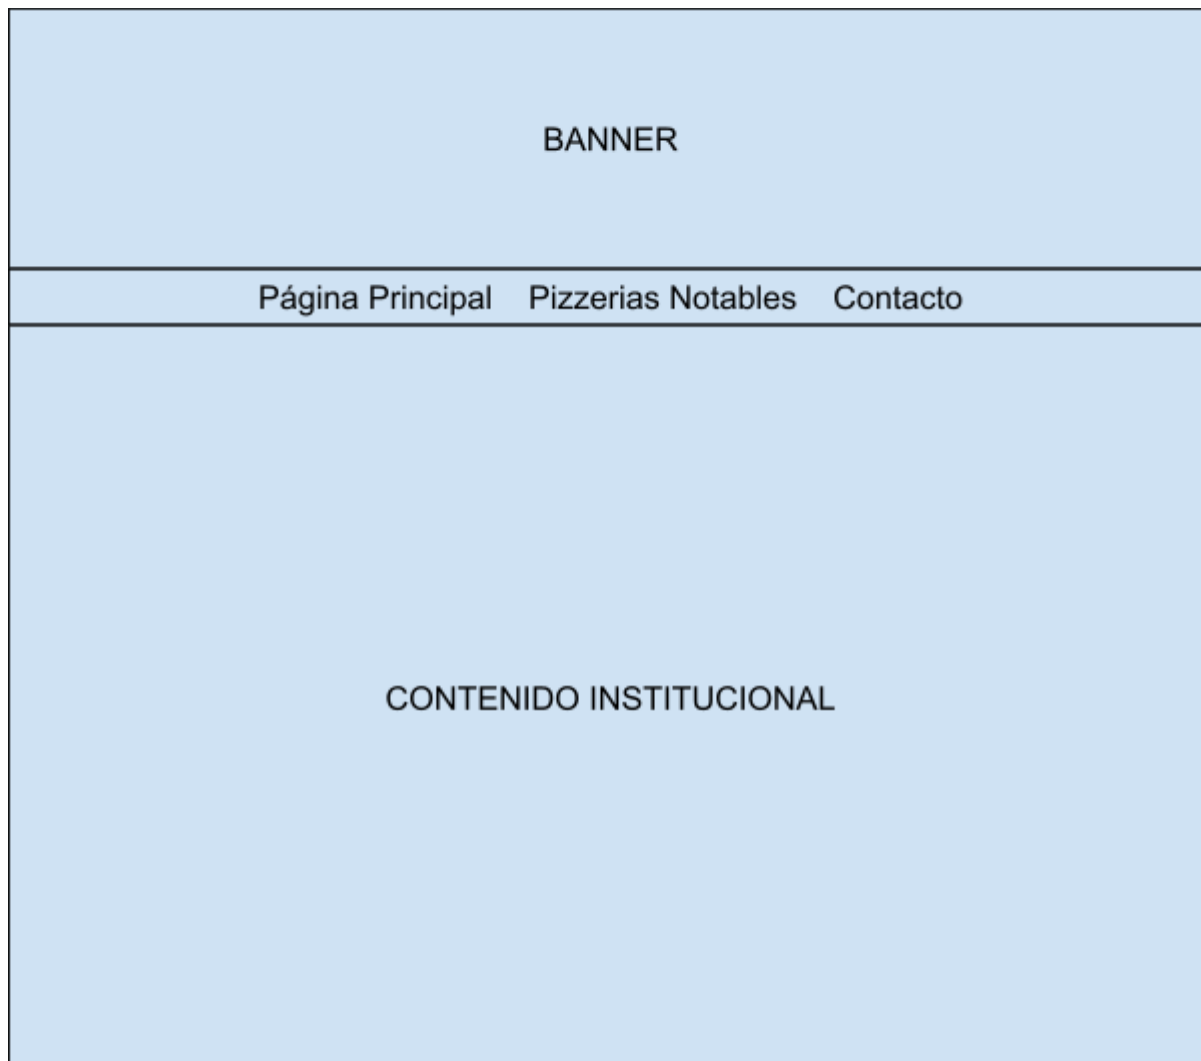 BANNER
Página Principal Pizzerias Notables Contacto
CONTENIDO INSTITUCIONAL